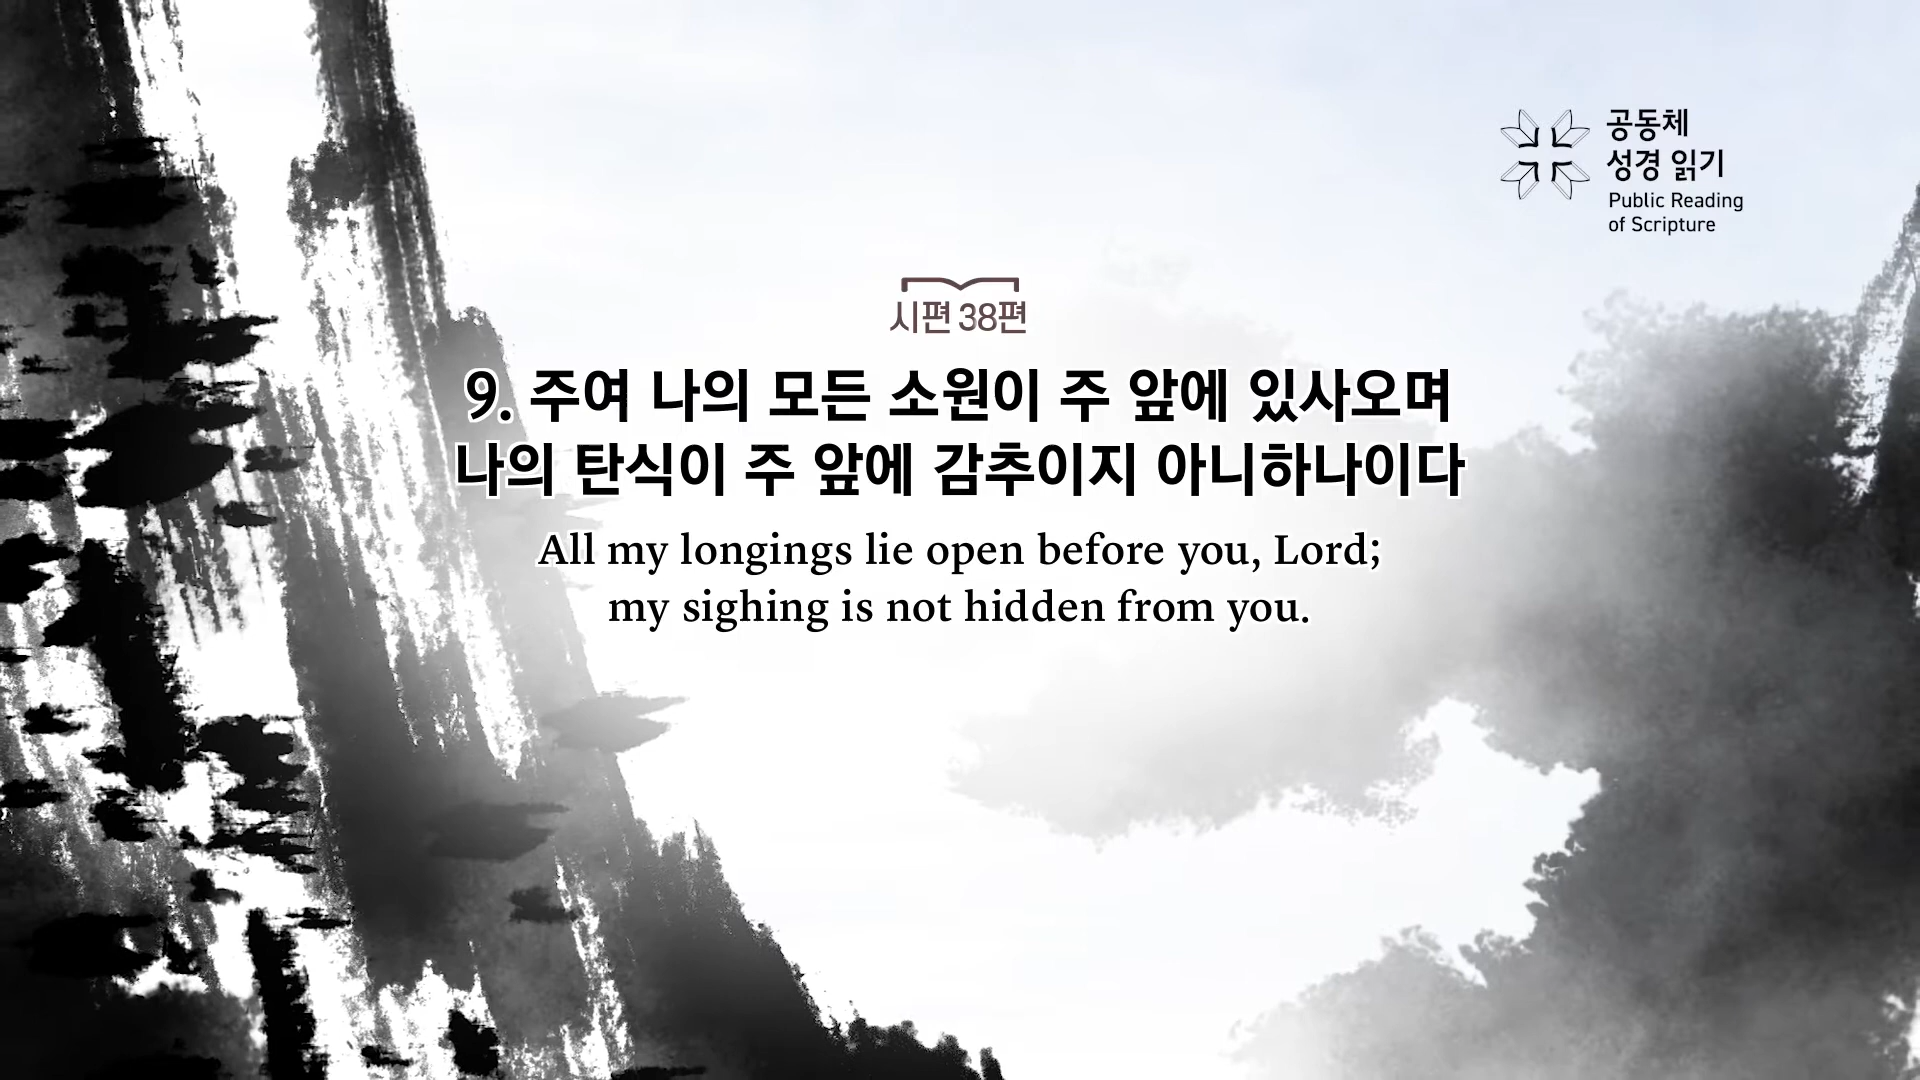 공동체
성경 읽기
Public Reading
of Scripture
시편 38편
9. 주여 나의 모든 소원이 주 앞에 있사오며
나의 탄식이 주 앞에 감추이지 아니하나이다
All my longings lie open before you, Lord;
my sighing is not hidden from you.